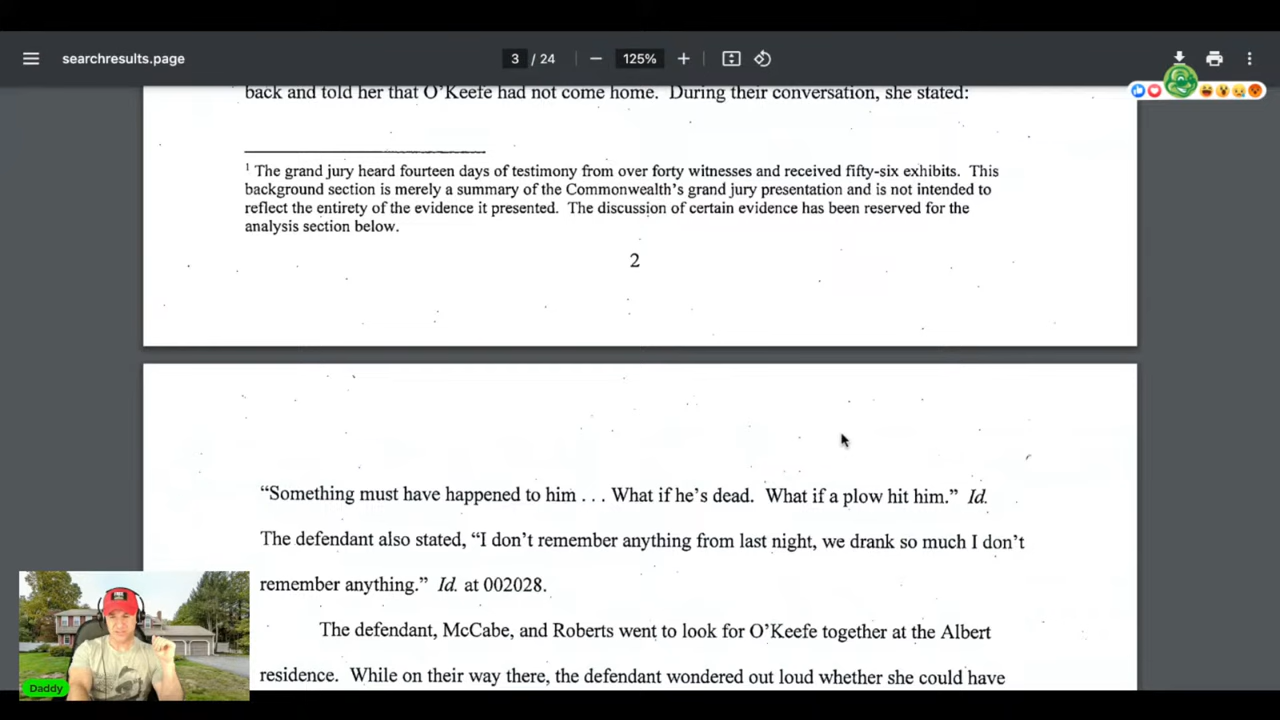 searchresults.page
3 / 24
125%
back and told her that O'Keefe had not come home. During their conversation, she stated:
1 The grand jury heard fourteen days of testimony from over forty witnesses and received fifty-six exhibits. This
background section is merely a summary of the Commonwealth's grand jury presentation and is not intended to
reflect the entirety of the evidence it presented. The discussion of certain evidence has been reserved for the
analysis section below.
2
“Something must have happened to him . . . What if he's dead. What if a plow hit him.” Id.
The defendant also stated, “I don't remember anything from last night, we drank so much I don't
remember anything.” Id. at 002028.
The defendant, McCabe, and Roberts went to look for O'Keefe together at the Albert
residence. While on their way there, the defendant wondered out loud whether she could have
Daddy